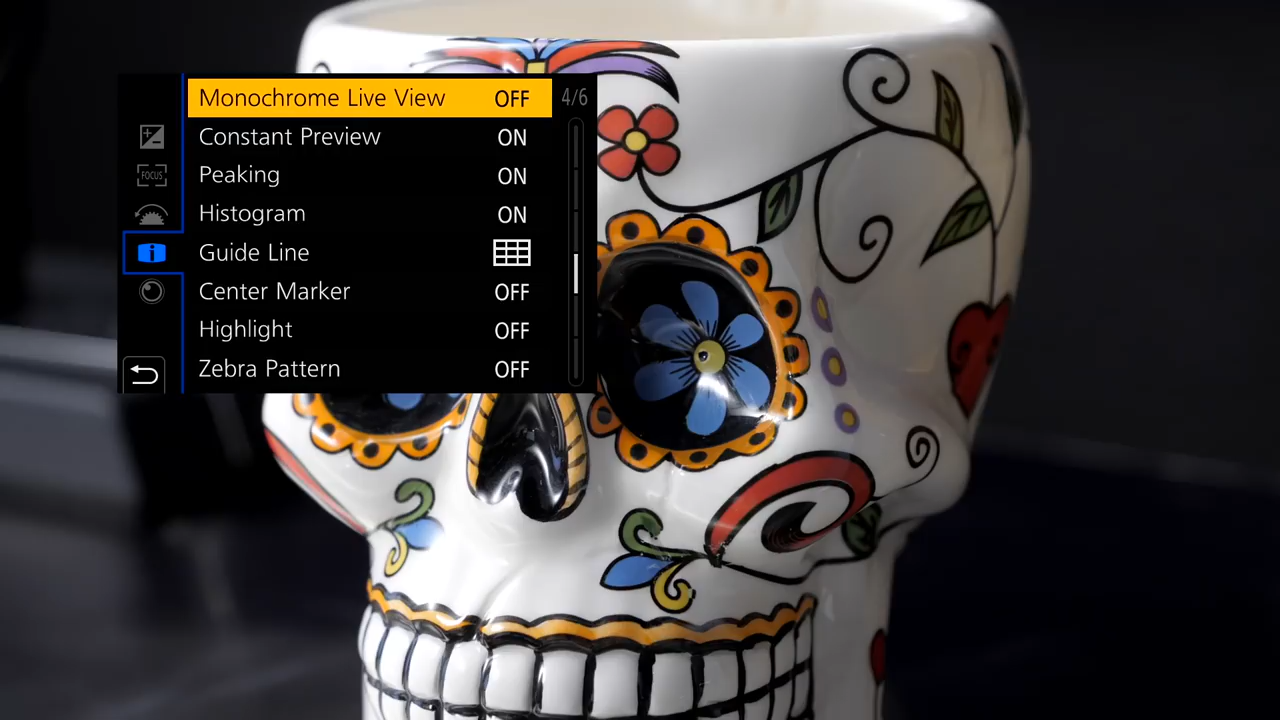 Monochrome Live View OFF 4/6
Constant Preview ON
FOCUS
Peaking ON
Histogram ON
Guide Line
Center Marker OFF
Highlight OFF
Zebra Pattern OFF